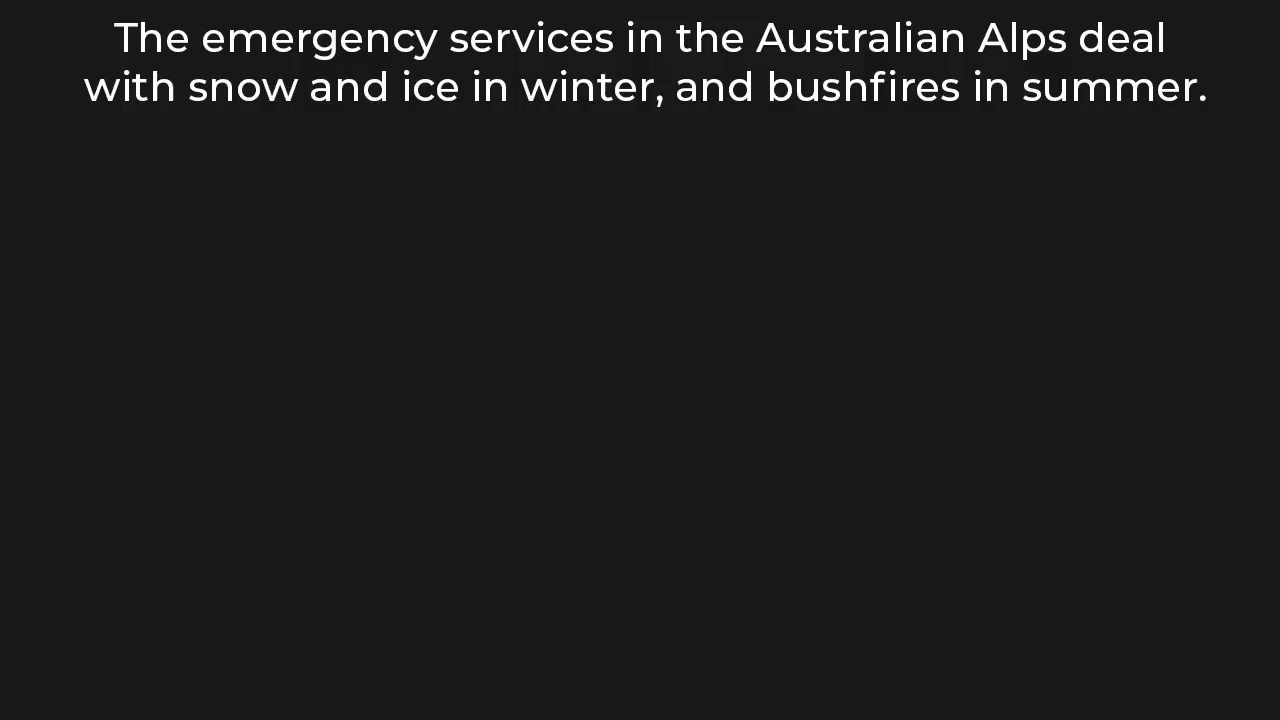 The emergency services in the Australian Alps deal
with snow and ice in winter, and bushfires in summer.